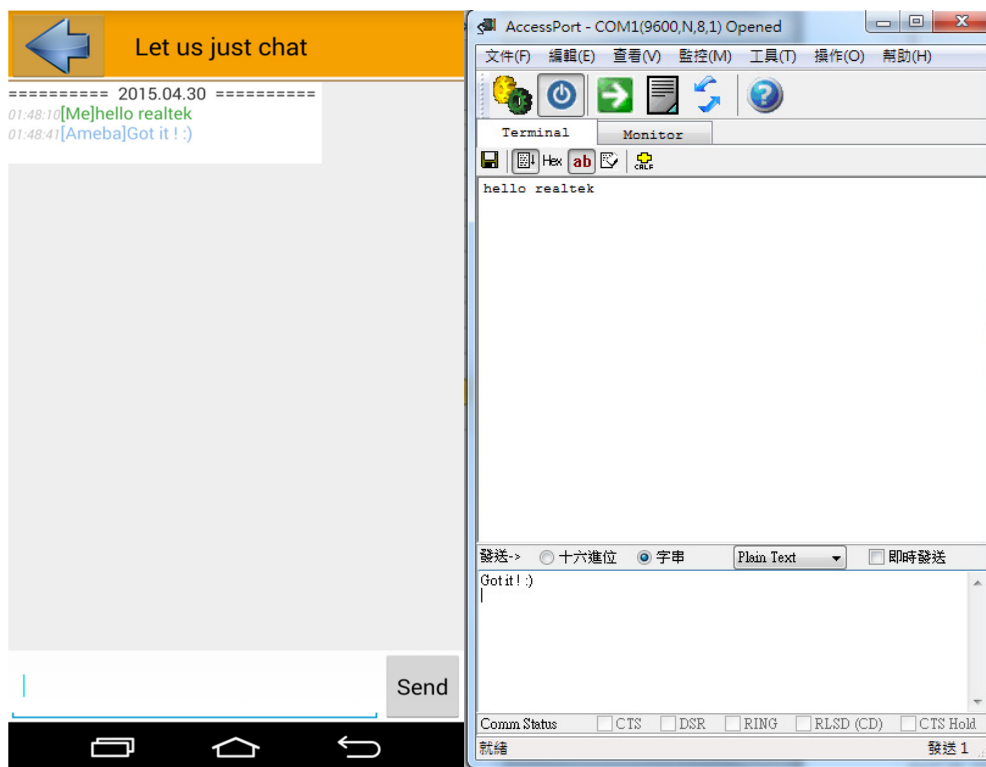 Let us just chat
========== 2015.04.30 ==========
01:48:10[Me]hello realtek
01:48:41[Ameba]Got it ! :)
Send
AccessPort - COM1(9600,N,8,1) Opened
文件(F) 編輯(E) 查看(V) 監控(M) 工具(T) 操作(O) 幫助(H)
Terminal Monitor
Hex ab CRLF
hello realtek
發送-> 十六進位 字串 Plain Text 即時發送
Got it ! :)
Comm Status CTS DSR RING RLSD (CD) CTS Hold
就緒 發送 1